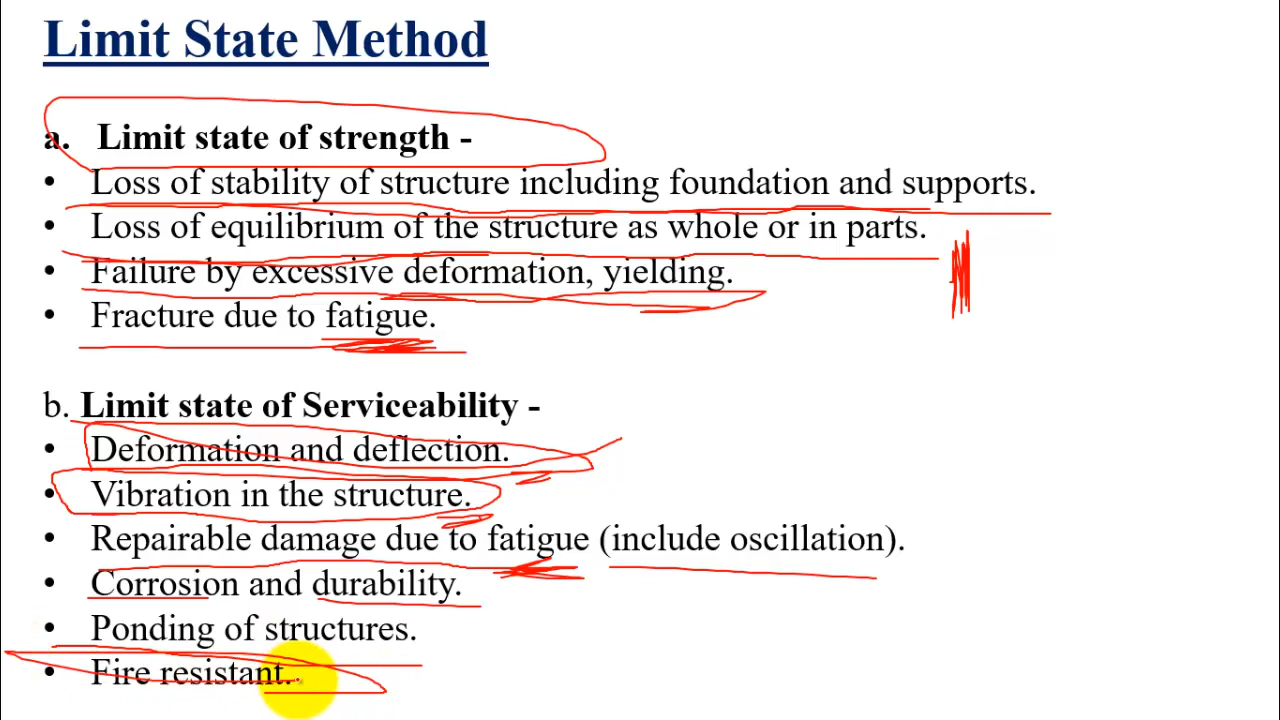 Limit State Method
a. Limit state of strength -
• Loss of stability of structure including foundation and supports.
• Loss of equilibrium of the structure as whole or in parts.
• Failure by excessive deformation, yielding.
• Fracture due to fatigue.
b. Limit state of Serviceability -
• Deformation and deflection.
• Vibration in the structure.
• Repairable damage due to fatigue (include oscillation).
• Corrosion and durability.
• Ponding of structures.
• Fire resistant.